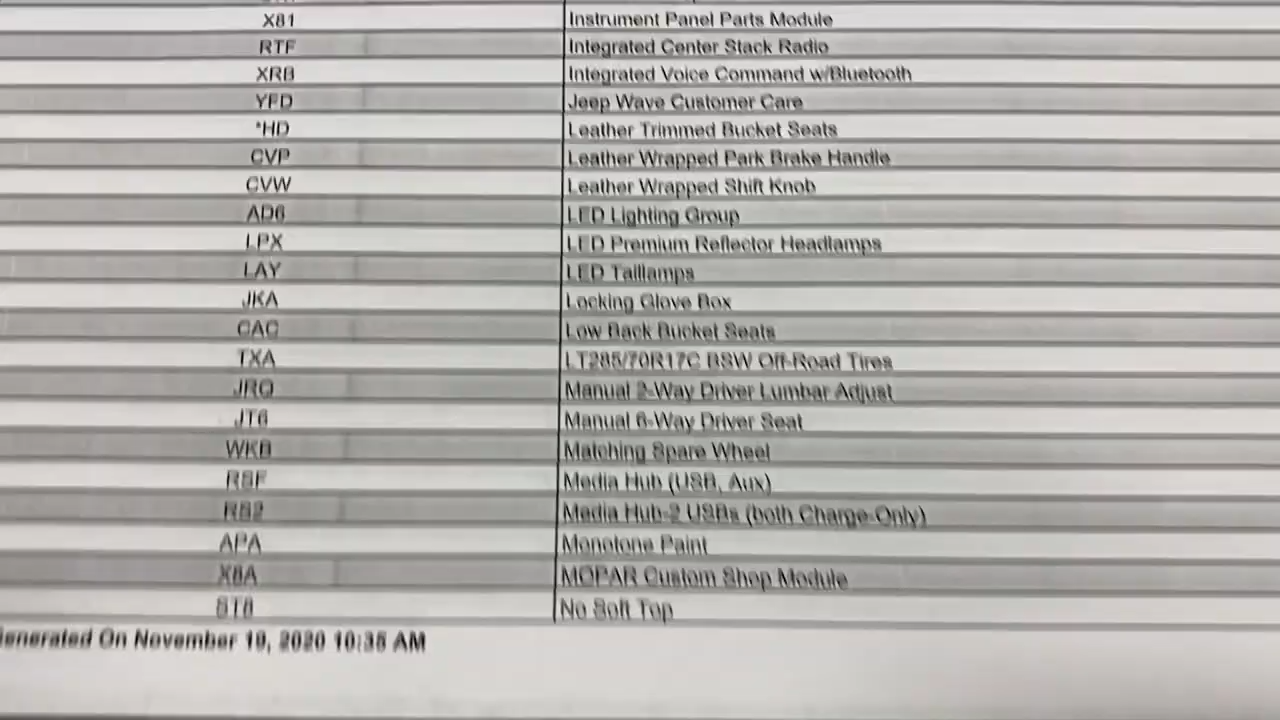 X81 Instrument Panel Parts Module
RTF Integrated Center Stack Radio
XRB Integrated Voice Command w/Bluetooth
YFD Jeep Wave Customer Care
*HD Leather Trimmed Bucket Seats
CVP Leather Wrapped Park Brake Handle
CVW Leather Wrapped Shift Knob
AD6 LED Lighting Group
LPX LED Premium Reflector Headlamps
LAY LED Taillamps
JKA Locking Glove Box
CAC Low Back Bucket Seats
TXA LT285/70R17C BSW Off-Road Tires
JRQ Manual 2-Way Driver Lumbar Adjust
JT6 Manual 6-Way Driver Seat
WKB Matching Spare Wheel
RSF Media Hub (USB, Aux)
RS2 Media Hub-2 USBs (both Charge-Only)
APA Monotone Paint
X8A MOPAR Custom Shop Module
ST8 No Soft Top
Generated On November 19, 2020 10:35 AM